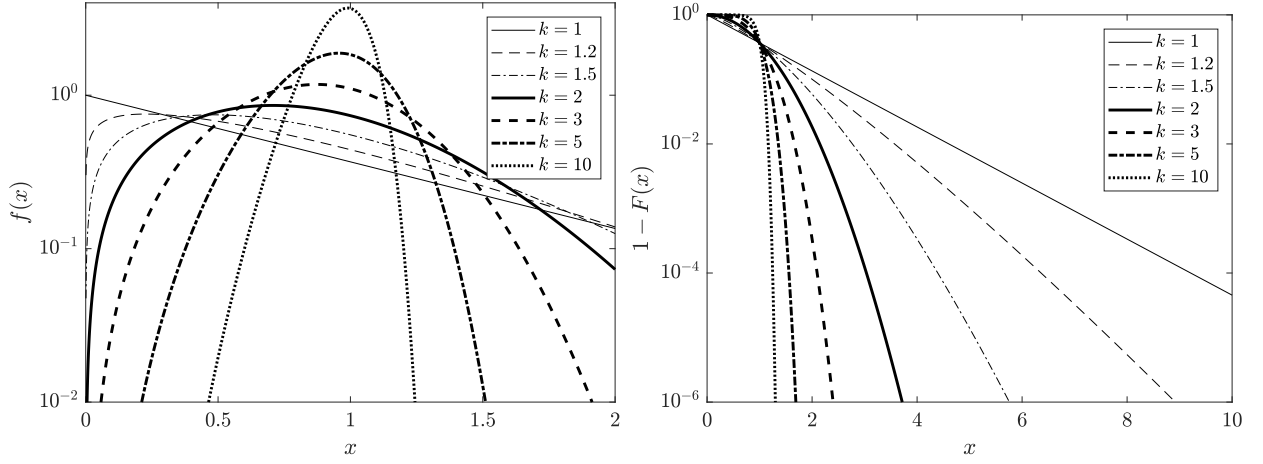 f(x)
10^0
10^{-1}
10^{-2}
0
0.5
1
1.5
2
x
k = 1
k = 1.2
k = 1.5
k = 2
k = 3
k = 5
k = 10
1 − F(x)
10^0
10^{-2}
10^{-4}
10^{-6}
0
2
4
6
8
10
x
k = 1
k = 1.2
k = 1.5
k = 2
k = 3
k = 5
k = 10